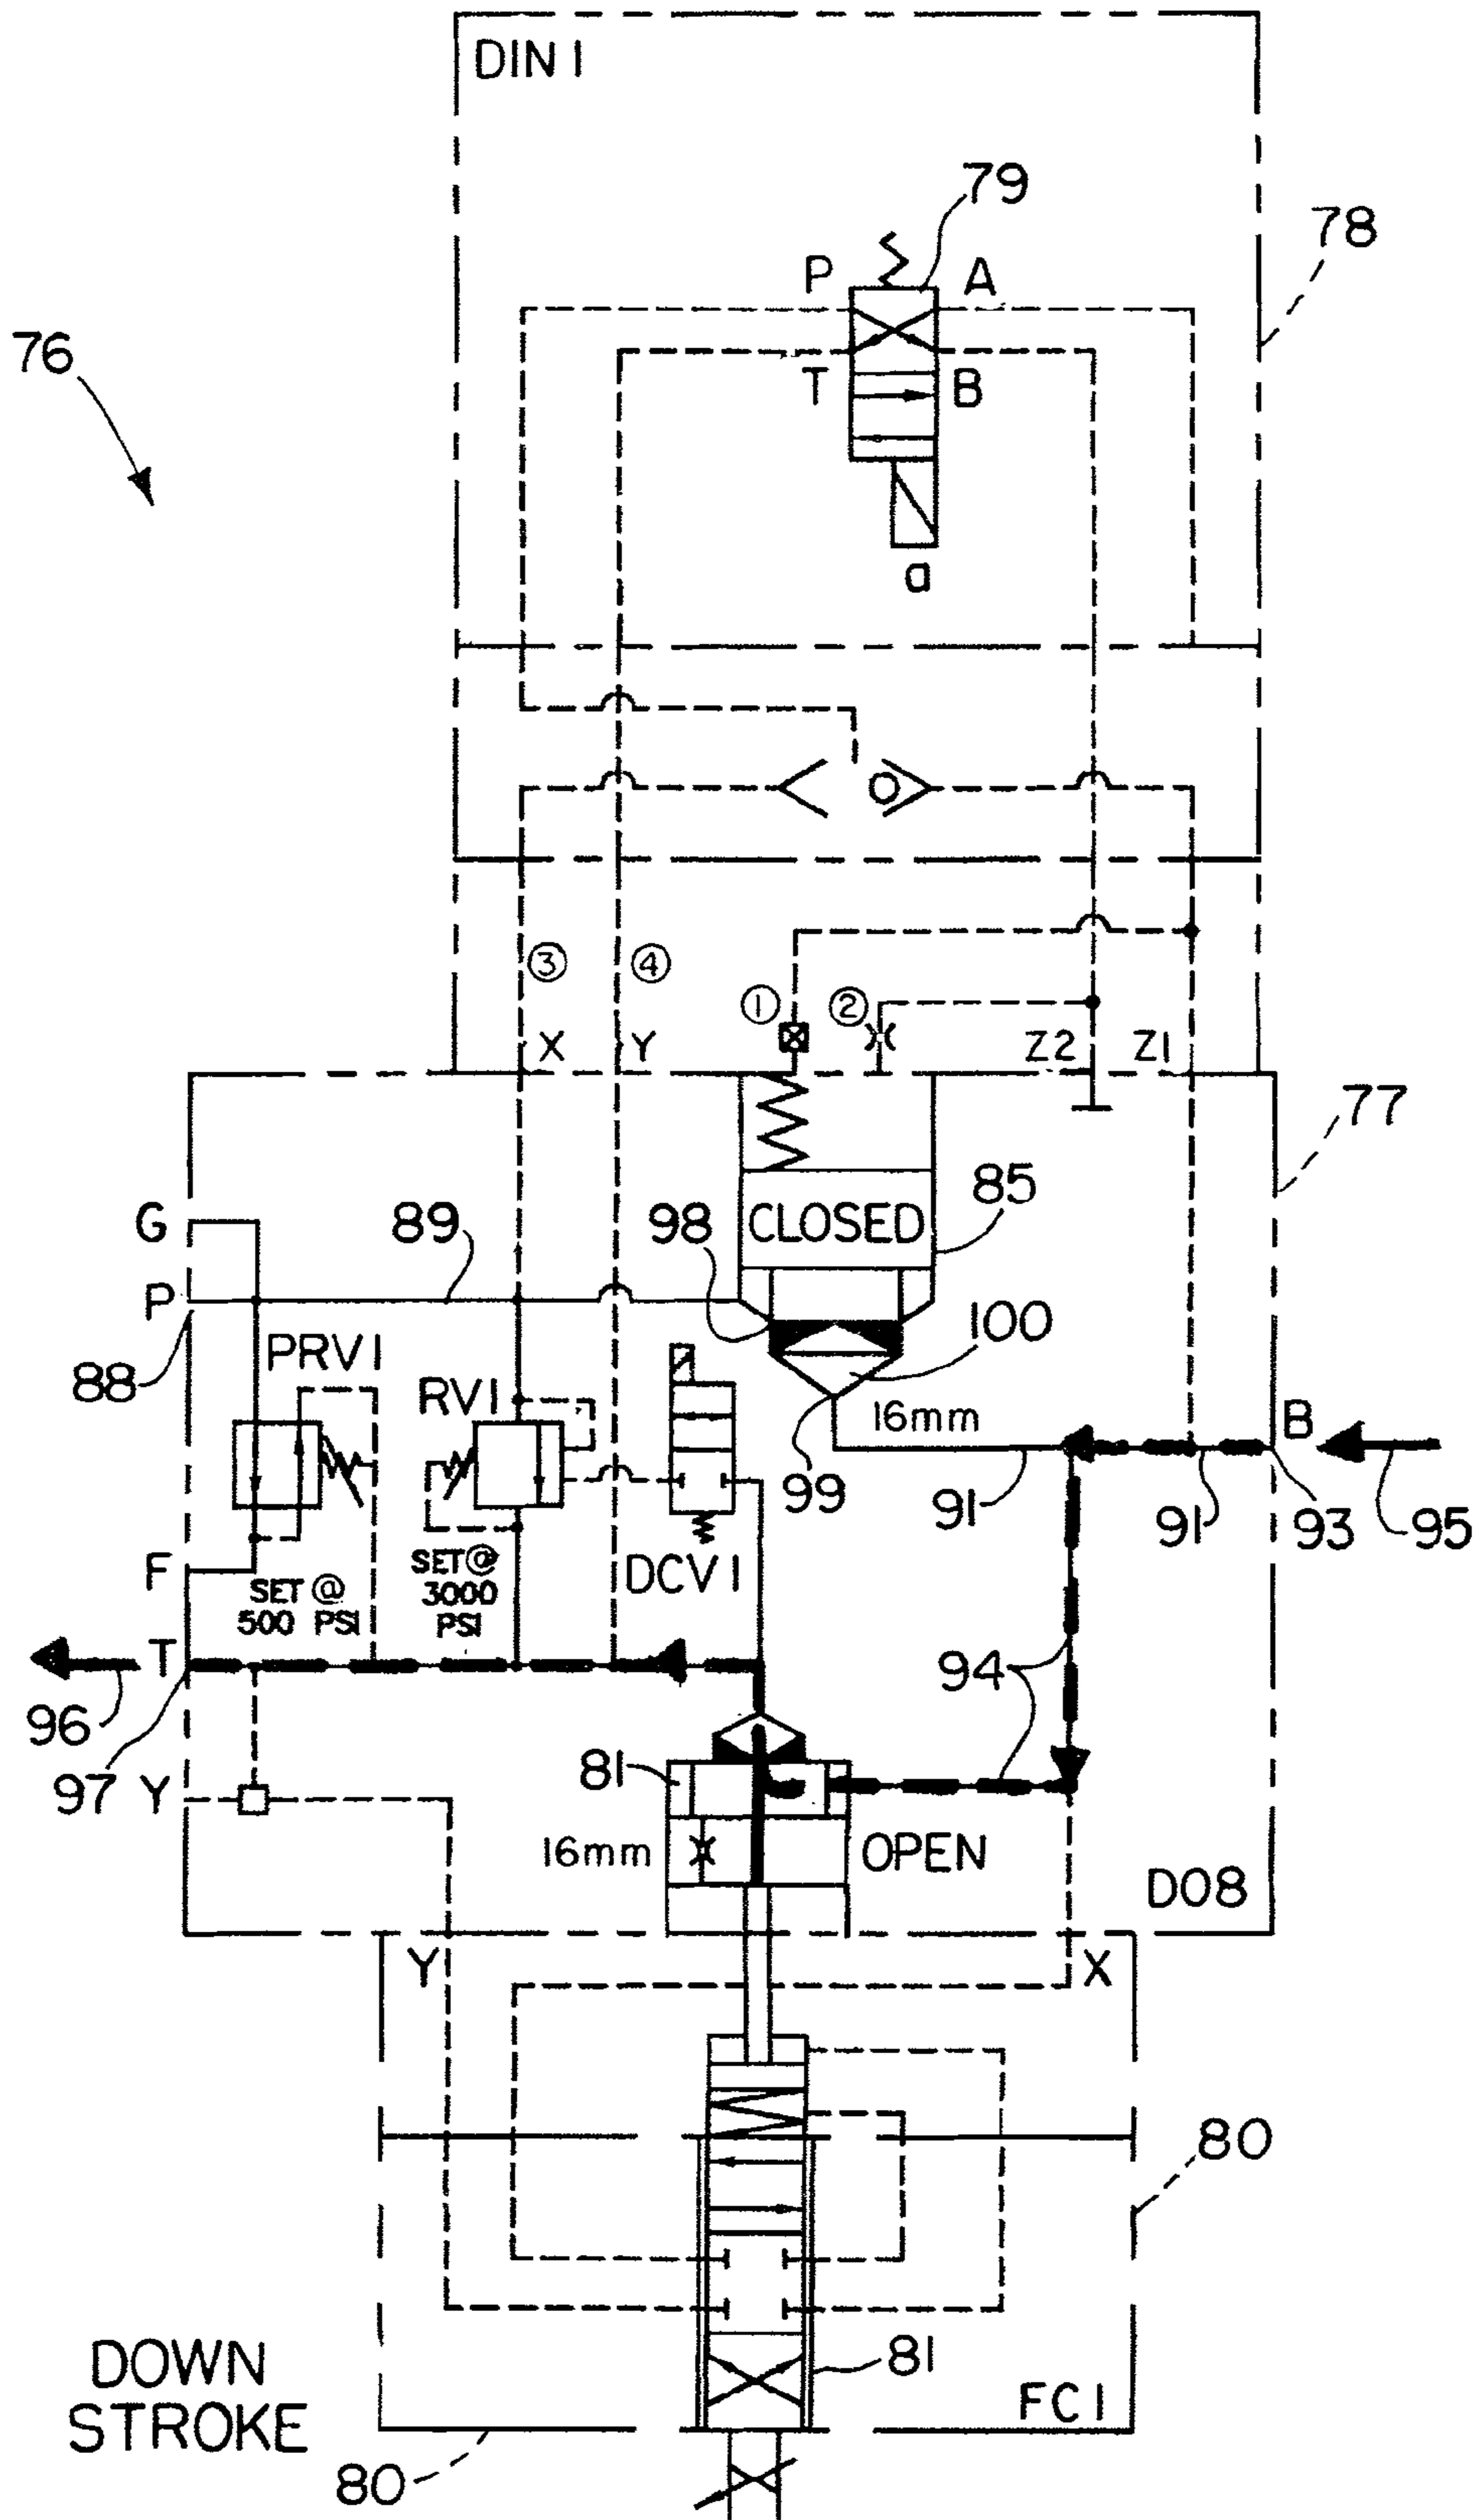 DIN 1
79
78
P
A
76
T
B
a
3
4
1
2
X
Y
Z2
Z1
77
G
89
98
CLOSED
85
P
100
88
PRV1
RV1
16mm
B
99
91
91
93
95
F
SET @
500 PSI
SET @
3000
PSI
DCV1
T
94
96
97
Y
81
16mm
OPEN
D08
Y
X
80
81
DOWN
STROKE
FC 1
80